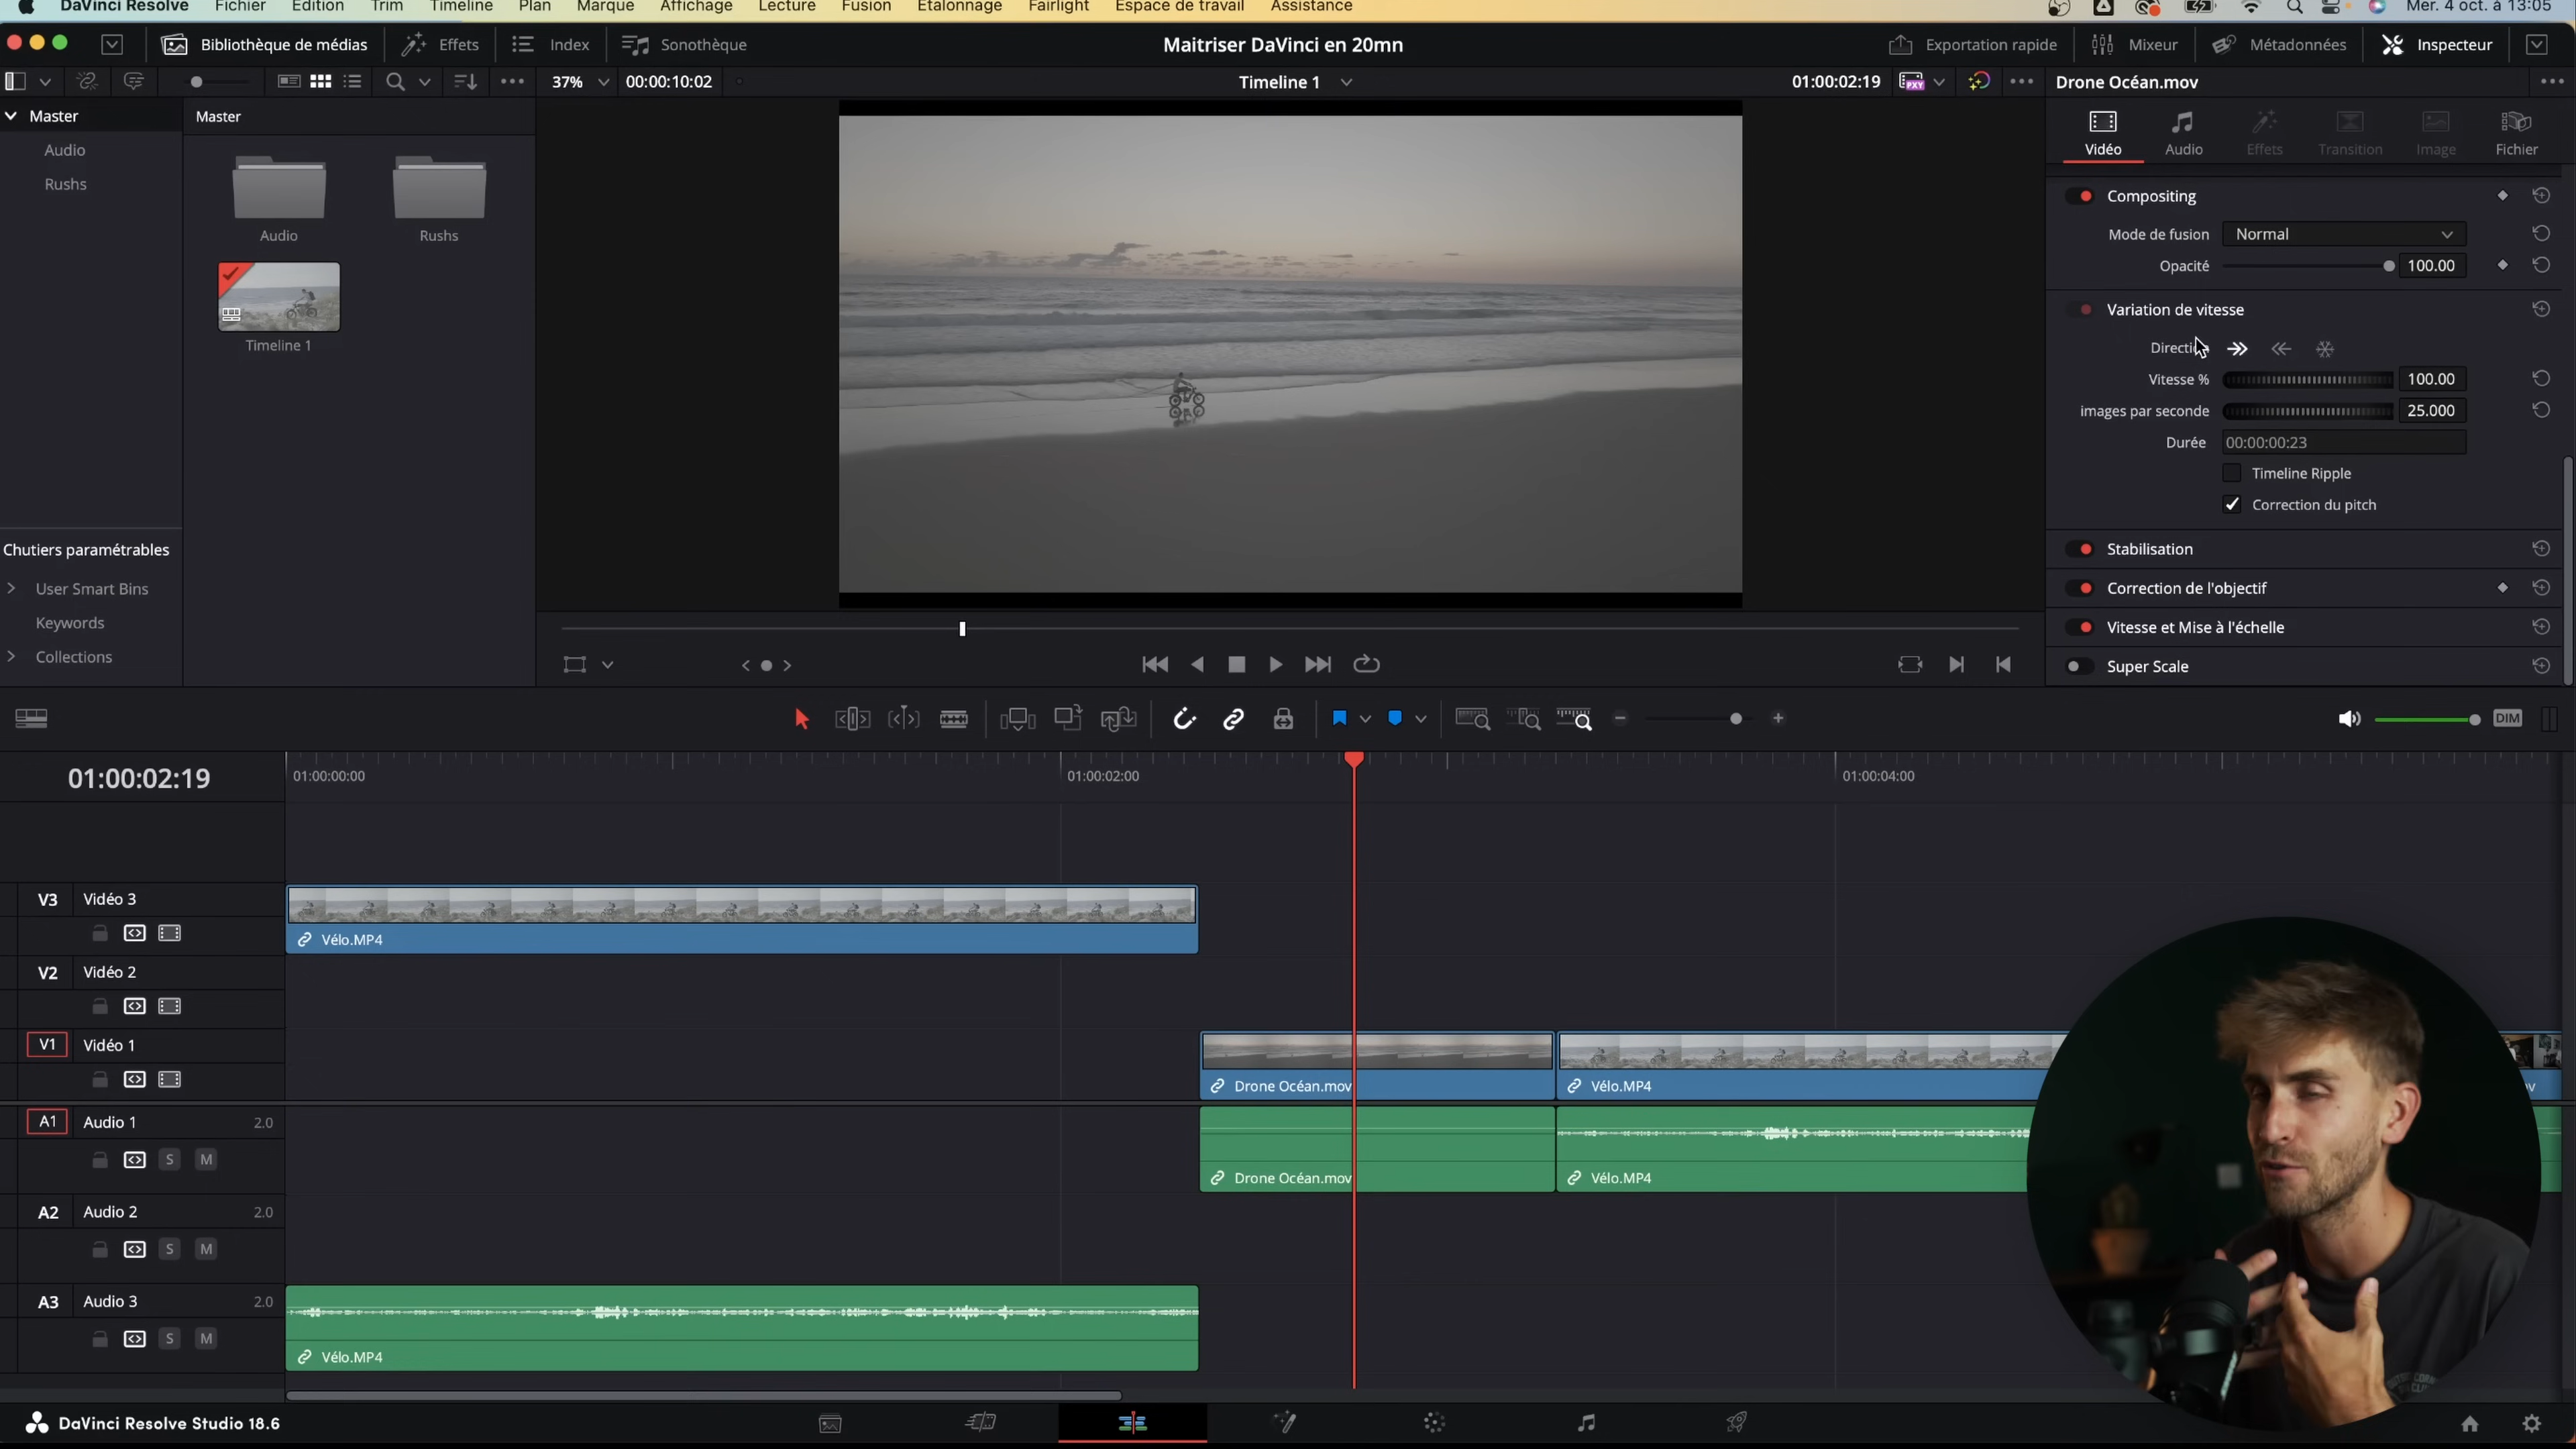 DaVinci Resolve Fichier Edition Trim Timeline Plan Marque Affichage Lecture Fusion Etalonnage Fairlight Espace de travail Assistance Mer. 4 oct. à 13:05
Bibliothèque de médias Effets Index Sonothèque Maitriser DaVinci en 20mn Exportation rapide Mixeur Métadonnées Inspecteur
37% 00:00:10:02 Timeline 1 01:00:02:19 PXY Drone Océan.mov
Master
Audio
Rushs
Master
Audio
Rushs
Timeline 1
Chutiers paramétrables
User Smart Bins
Keywords
Collections
Vidéo Audio Effets Transition Image Fichier
Compositing
Mode de fusion Normal
Opacité 100.00
Variation de vitesse
Directi
Vitesse % 100.00
images par seconde 25.000
Durée 00:00:00:23
Timeline Ripple
Correction du pitch
Stabilisation
Correction de l'objectif
Vitesse et Mise à l'échelle
Super Scale
DIM
01:00:02:19 01:00:00:00 01:00:02:00 01:00:04:00
V3 Vidéo 3
Vélo.MP4
V2 Vidéo 2
V1 Vidéo 1
Drone Océan.mov Vélo.MP4 ov
A1 Audio 1 2.0
S M
Drone Océan.mov Vélo.MP4
A2 Audio 2 2.0
S M
A3 Audio 3 2.0
S M
Vélo.MP4
DaVinci Resolve Studio 18.6